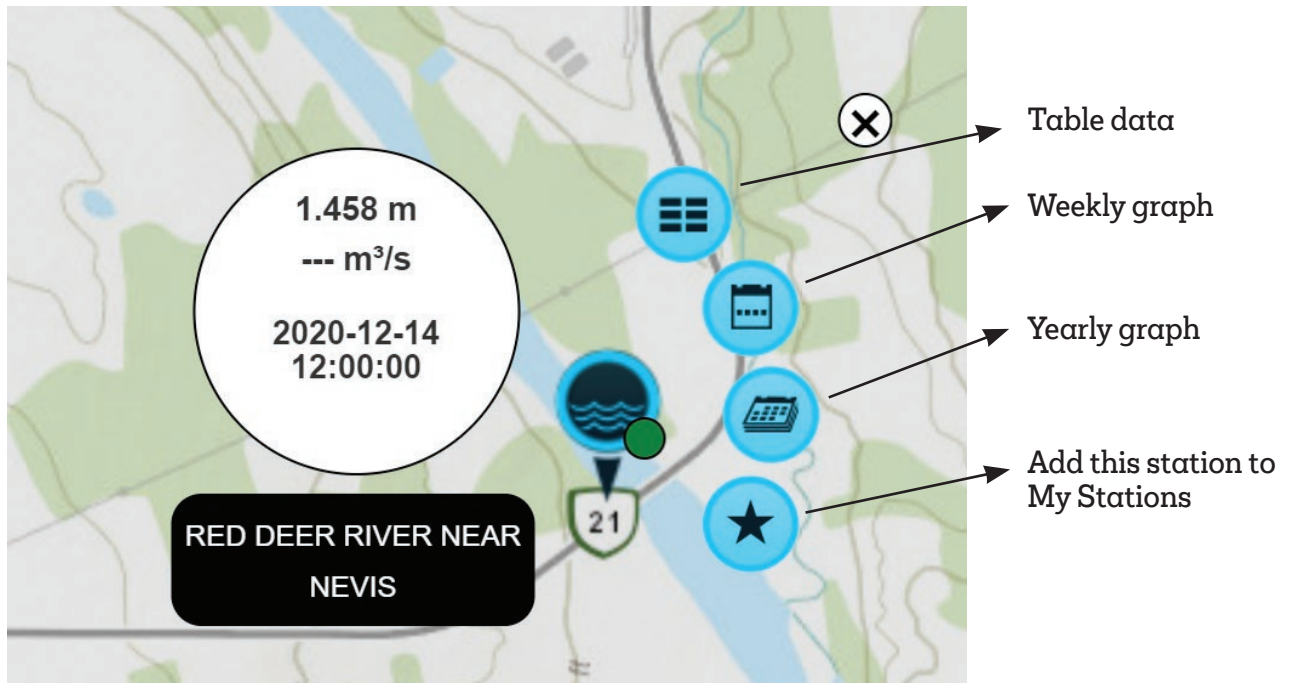 1.458 m
--- m³/s
2020-12-14
12:00:00
RED DEER RIVER NEAR
NEVIS
21
Table data
Weekly graph
Yearly graph
Add this station to
My Stations